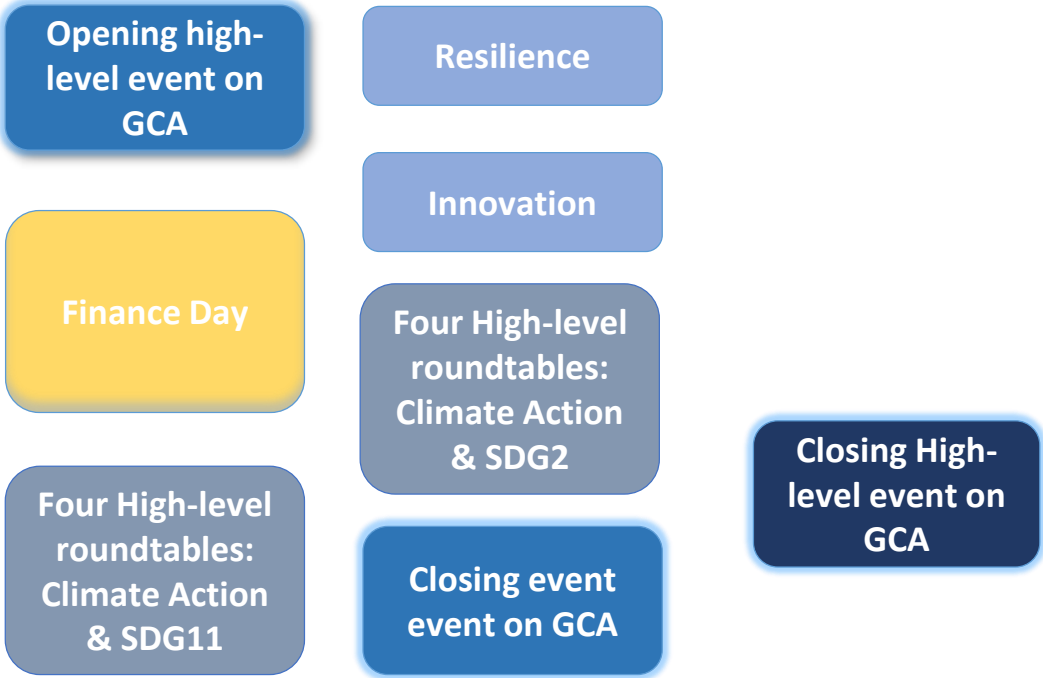 Opening high-
level event on
GCA
Finance Day
Four High-level
roundtables:
Climate Action
& SDG11
Resilience
Innovation
Four High-level
roundtables:
Climate Action
& SDG2
Closing event
event on GCA
Closing High-
level event on
GCA